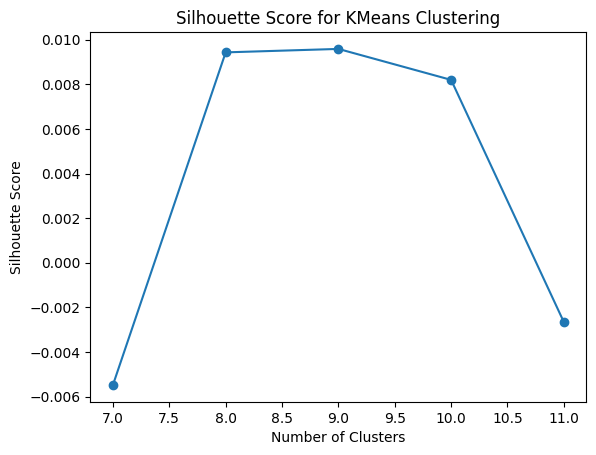 Silhouette Score for KMeans Clustering
0.010
0.008
0.006
0.004
0.002
0.000
−0.002
−0.004
−0.006
Silhouette Score
7.0 7.5 8.0 8.5 9.0 9.5 10.0 10.5 11.0
Number of Clusters